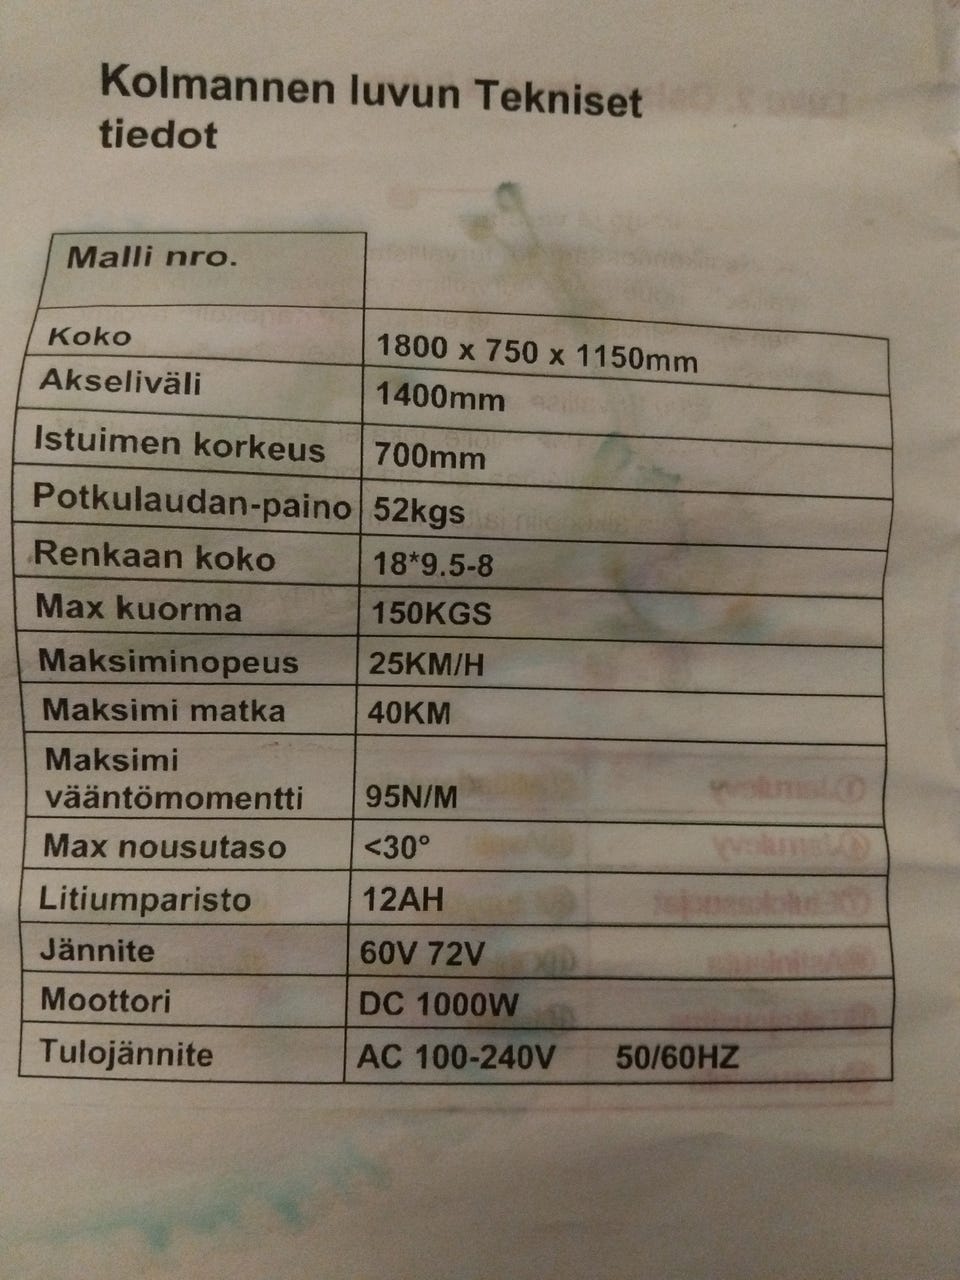 Kolmannen luvun Tekniset
tiedot
Malli nro.
Koko 1800 x 750 x 1150mm
Akseliväli 1400mm
Istuimen korkeus 700mm
Potkulaudan-paino 52kgs
Renkaan koko 18*9.5-8
Max kuorma 150KGS
Maksiminopeus 25KM/H
Maksimi matka 40KM
Maksimi
vääntömomentti 95N/M
Max nousutaso <30°
Litiumparisto 12AH
Jännite 60V 72V
Moottori DC 1000W
Tulojännite AC 100-240V 50/60HZ